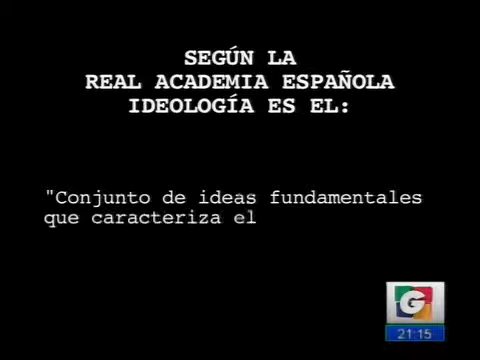 SEGÚN LA
REAL ACADEMIA ESPAÑOLA
IDEOLOGÍA ES EL:
"Conjunto de ideas fundamentales
que caracteriza el
G
21:15